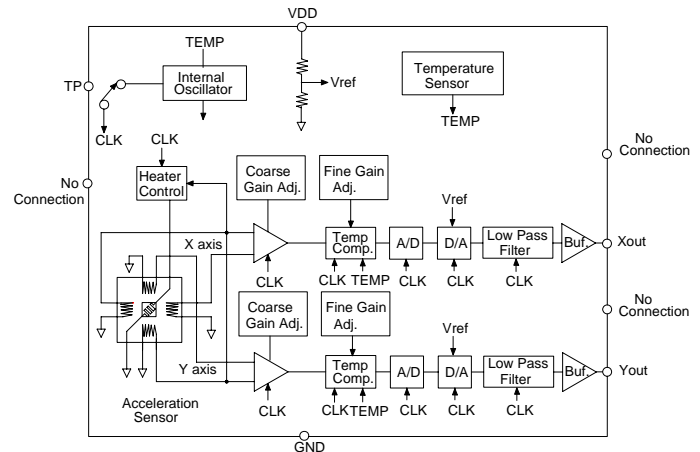 VDD
TEMP
Internal
Oscillator
TP
CLK
Vref
Temperature
Sensor
TEMP
No
Connection
CLK
Heater
Control
No
Connection
Coarse
Gain Adj.
Fine Gain
Adj.
Vref
X axis
Temp
Comp.
A/D
D/A
Low Pass
Filter
Buf.
Xout
CLK
CLK
TEMP
CLK
CLK
CLK
Coarse
Gain Adj.
Fine Gain
Adj.
No
Connection
Vref
Y axis
Temp
Comp.
A/D
D/A
Low Pass
Filter
Buf.
Yout
CLK
CLK
TEMP
CLK
CLK
CLK
Acceleration
Sensor
GND